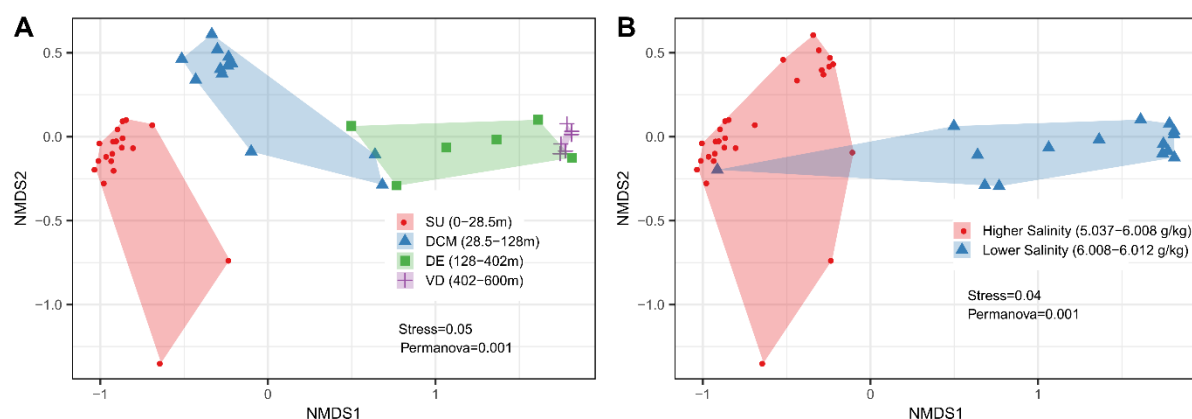 A
0.5
0.0
−0.5
−1.0
NMDS2
−1
0
1
NMDS1
SU (0−28.5m)
DCM (28.5−128m)
DE (128−402m)
VD (402−600m)
Stress=0.05
Permanova=0.001
B
0.5
0.0
−0.5
−1.0
NMDS2
−1
0
1
NMDS1
Higher Salinity (5.037−6.008 g/kg)
Lower Salinity (6.008−6.012 g/kg)
Stress=0.04
Permanova=0.001